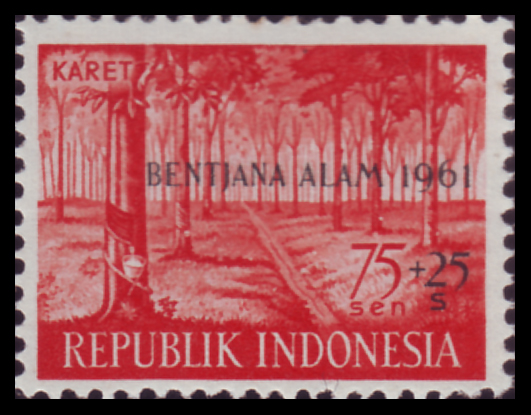 KARET
BENTJANA ALAM 1961
75 +25
sen s
REPUBLIK INDONESIA